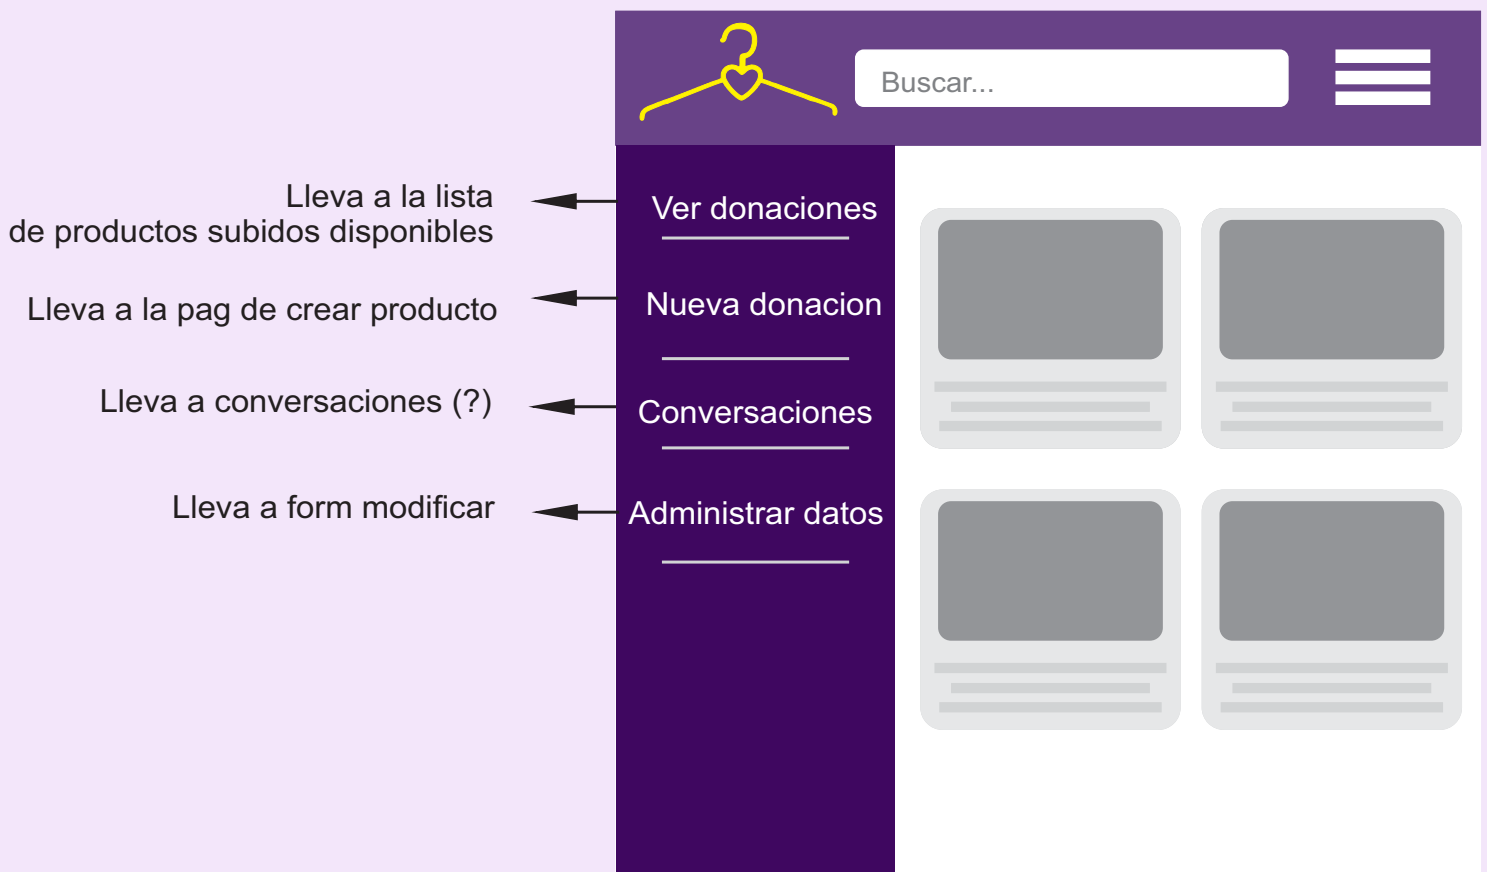 Buscar...
Lleva a la lista
de productos subidos disponibles
Ver donaciones
Lleva a la pag de crear producto
Nueva donacion
Lleva a conversaciones (?)
Conversaciones
Lleva a form modificar
Administrar datos